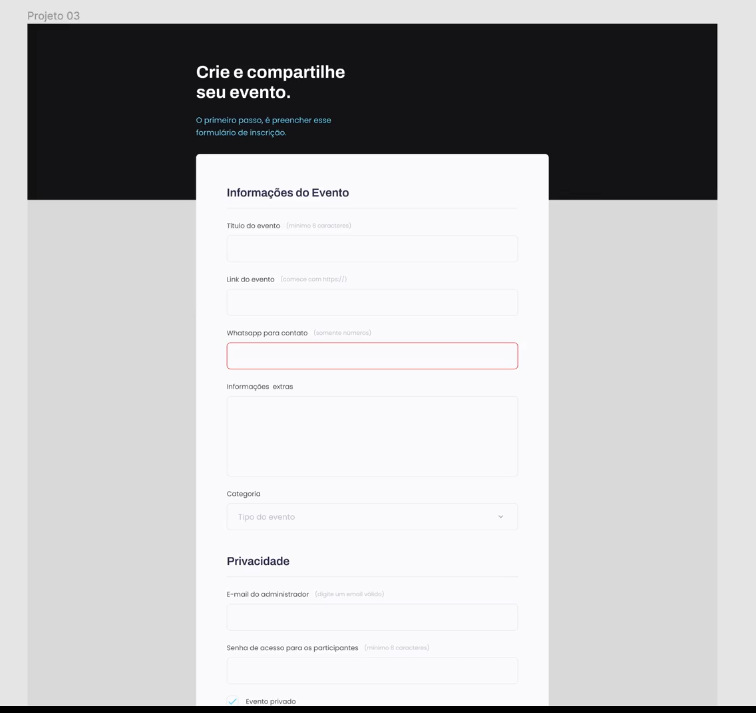 Projeto 03
Crie e compartilhe
seu evento.
O primeiro passo, é preencher esse
formulário de inscrição.
Informações do Evento
Título do evento (mínimo 6 caracteres)
Link do evento (comece com https://)
Whatsapp para contato (somente números)
Informações extras
Categoria
Tipo do evento
Privacidade
E-mail do administrador (digite um email válido)
Senha de acesso para os participantes (mínimo 6 caracteres)
Evento privado